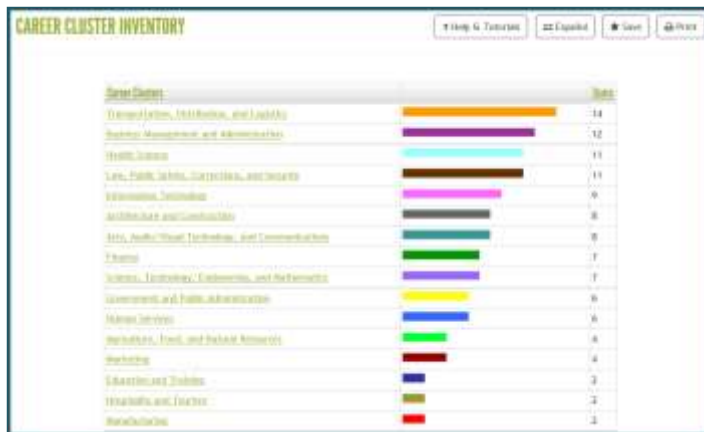 CAREER CLUSTER INVENTORY
Help & Tutorials Español Save Print
Career Clusters
Transportation, Distribution, and Logistics 14
Business Management and Administration 12
Health Science 11
Law, Public Safety, Corrections, and Security 11
Information Technology 9
Architecture and Construction 8
Arts, Audio/Visual Technology, and Communications 8
Finance 7
Science, Technology, Engineering, and Mathematics 7
Government and Public Administration 6
Human Services 6
Agriculture, Food, and Natural Resources 4
Marketing 4
Education and Training 2
Hospitality and Tourism 2
Manufacturing 2